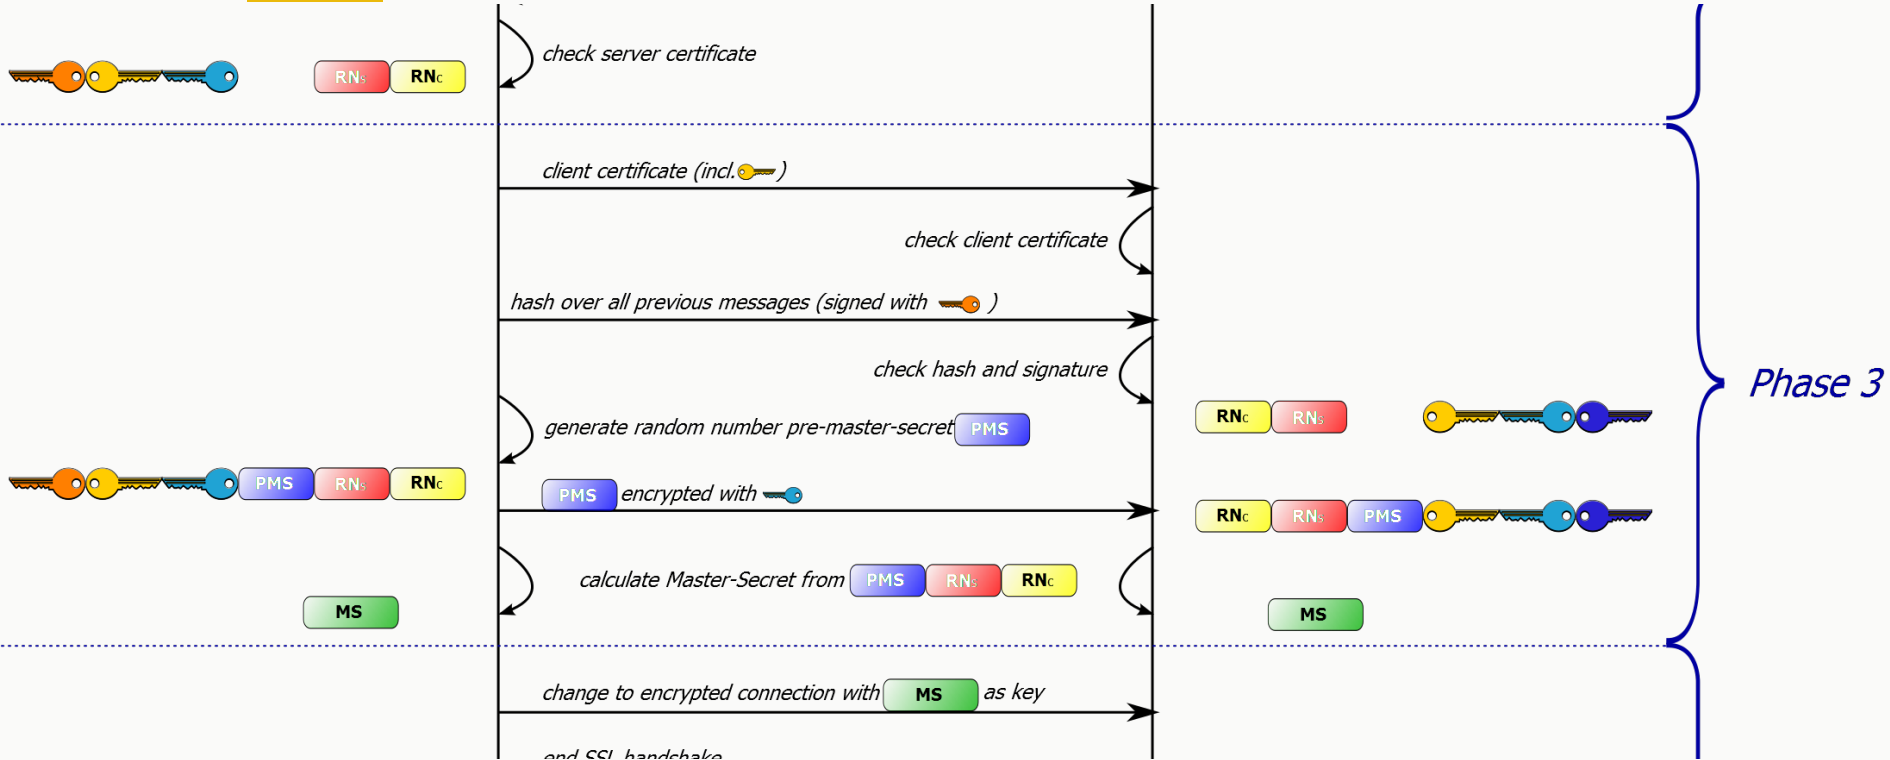 check server certificate
RNs RNc
client certificate (incl. )
check client certificate
hash over all previous messages (signed with )
check hash and signature
RNc RNs
Phase 3
generate random number pre-master-secret PMS
PMS RNs RNc
PMS encrypted with
RNc RNs PMS
calculate Master-Secret from PMS RNs RNc
MS
MS
change to encrypted connection with MS as key
end SSL handshake